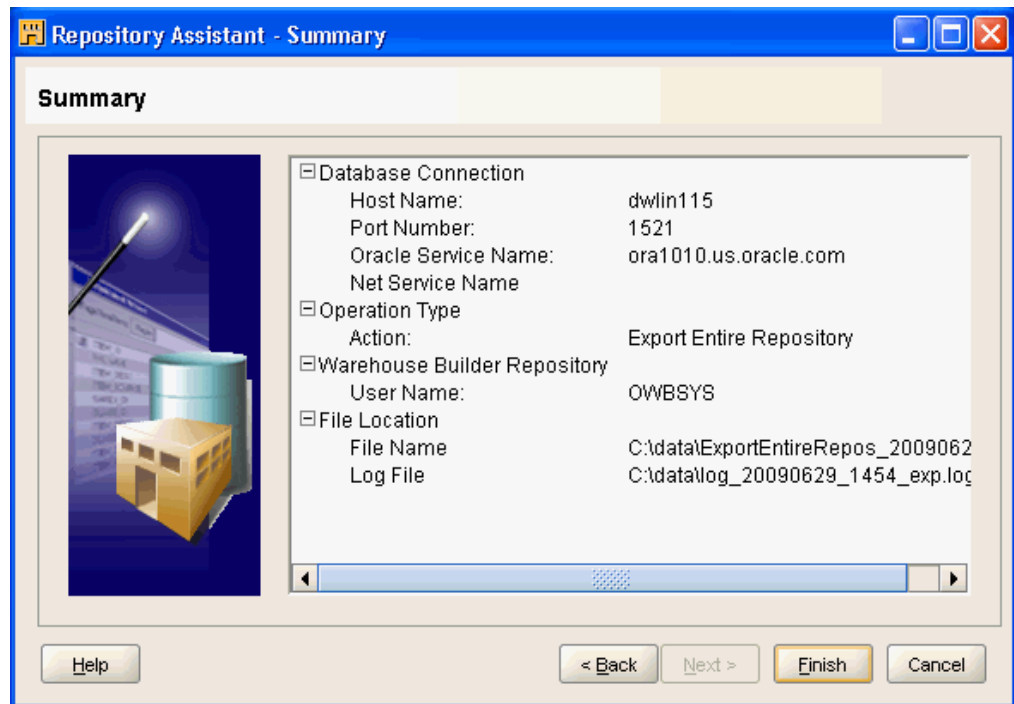 Repository Assistant - Summary
Summary
Database Connection
Host Name: dwlin115
Port Number: 1521
Oracle Service Name: ora1010.us.oracle.com
Net Service Name
Operation Type
Action: Export Entire Repository
Warehouse Builder Repository
User Name: OWBSYS
File Location
File Name C:\data\ExportEntireRepos_2009062
Log File C:\data\log_20090629_1454_exp.log
Help < Back Next > Finish Cancel